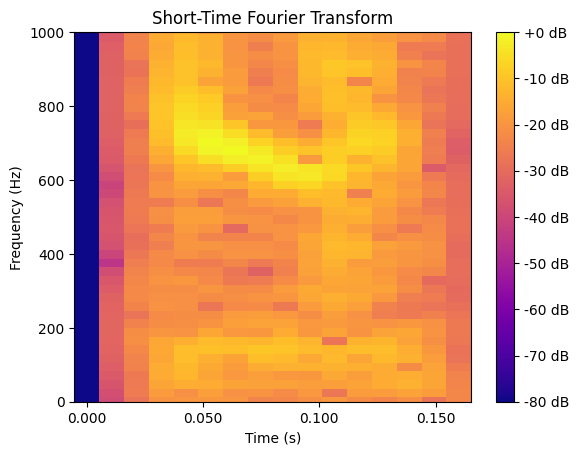 Short-Time Fourier Transform
1000
800
600
400
200
0
Frequency (Hz)
0.000
0.050
0.100
0.150
Time (s)
+0 dB
-10 dB
-20 dB
-30 dB
-40 dB
-50 dB
-60 dB
-70 dB
-80 dB